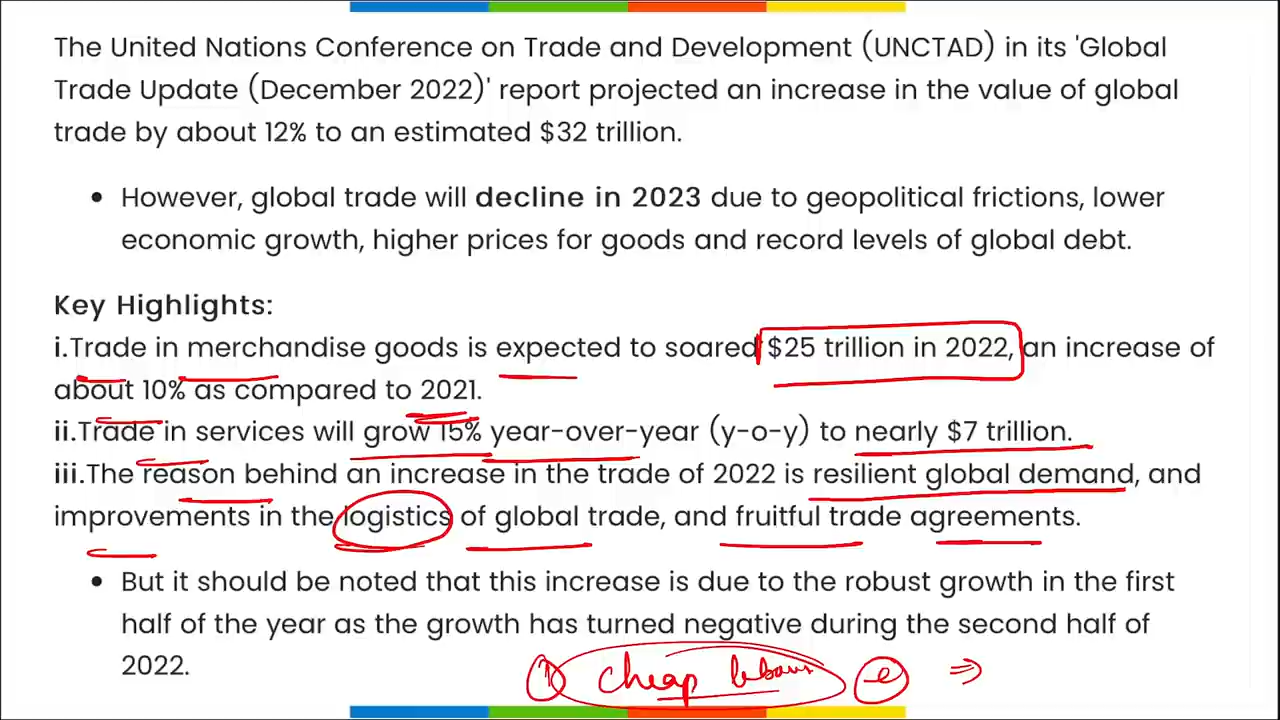 The United Nations Conference on Trade and Development (UNCTAD) in its 'Global
Trade Update (December 2022)' report projected an increase in the value of global
trade by about 12% to an estimated $32 trillion.
• However, global trade will decline in 2023 due to geopolitical frictions, lower
economic growth, higher prices for goods and record levels of global debt.
Key Highlights:
i.Trade in merchandise goods is expected to soared $25 trillion in 2022, an increase of
about 10% as compared to 2021.
ii.Trade in services will grow 15% year-over-year (y-o-y) to nearly $7 trillion.
iii.The reason behind an increase in the trade of 2022 is resilient global demand, and
improvements in the logistics of global trade, and fruitful trade agreements.
• But it should be noted that this increase is due to the robust growth in the first
half of the year as the growth has turned negative during the second half of
2022.
cheap labour